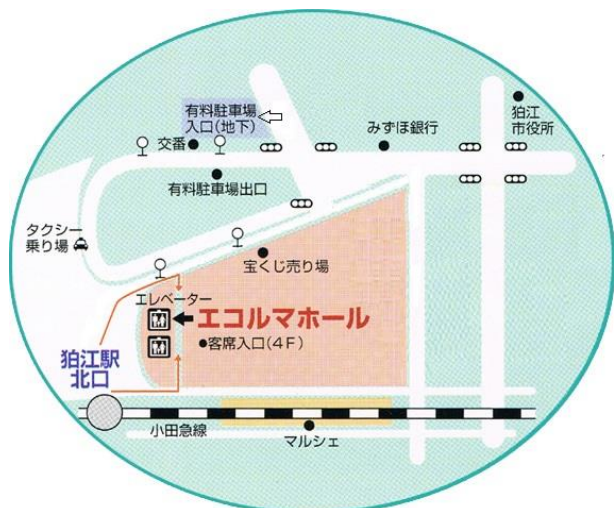 有料駐車場
入口(地下)
狛江
市役所
みずほ銀行
交番
有料駐車場出口
タクシー
乗り場
宝くじ売り場
エレベーター
エコルマホール
客席入口(4F)
狛江駅
北口
小田急線
マルシェ